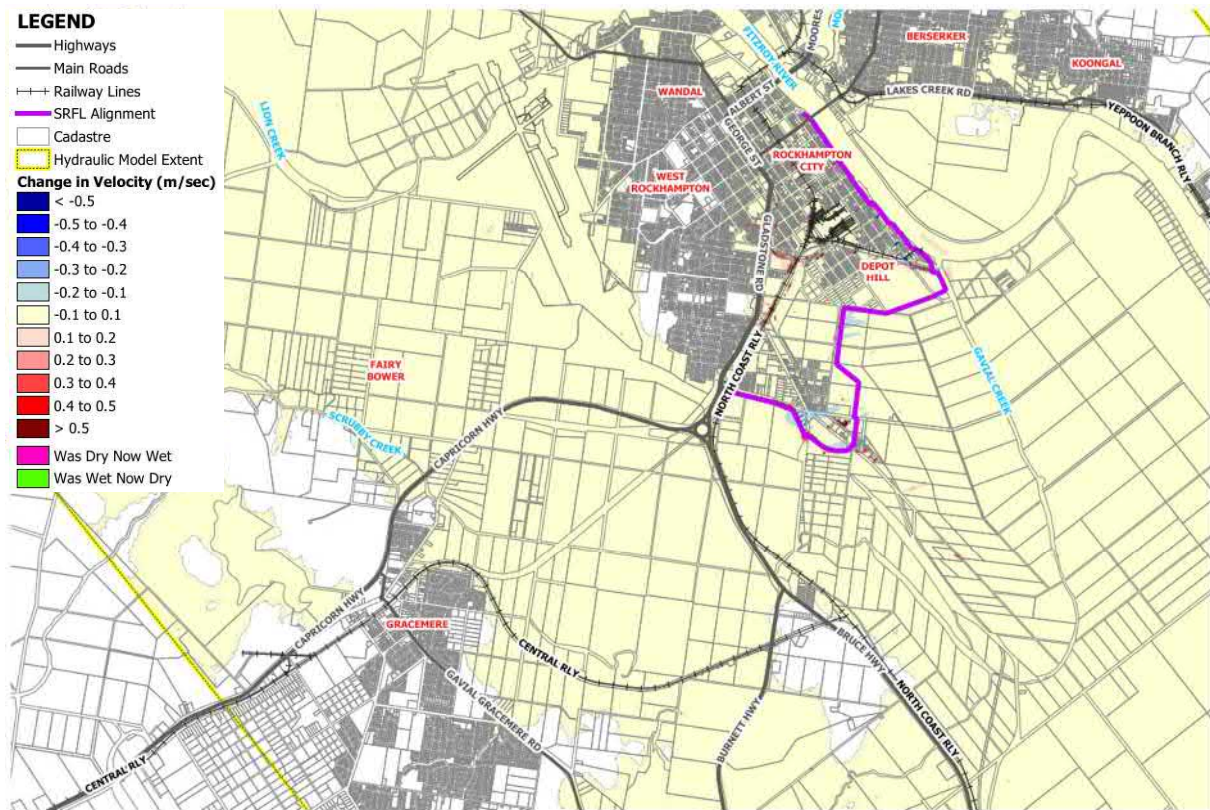 LEGEND
Highways
Main Roads
Railway Lines
SRFL Alignment
Cadastre
Hydraulic Model Extent
Change in Velocity (m/sec)
< -0.5
-0.5 to -0.4
-0.4 to -0.3
-0.3 to -0.2
-0.2 to -0.1
-0.1 to 0.1
0.1 to 0.2
0.2 to 0.3
0.3 to 0.4
0.4 to 0.5
> 0.5
Was Dry Now Wet
Was Wet Now Dry
FITZROY RIVER
BERSERKER
KOONGAL
LION CREEK
WANDAL
ALBERT ST
GEORGE ST
LAKES CREEK RD
YEPPOON BRANCH RLY
ROCKHAMPTON
CITY
WEST
ROCKHAMPTON
GLADSTONE RD
DEPOT
HILL
NORTH COAST RLY
GAVIAL CREEK
FAIRY
BOWER
SCRUBBY CREEK
CAPRICORN HWY
CAPRICORN HWY
GRACEMERE
CENTRAL RLY
GAVIAL GRACEMERE RD
BRUCE HWY
NORTH COAST RLY
BURNETT HWY
CENTRAL RLY